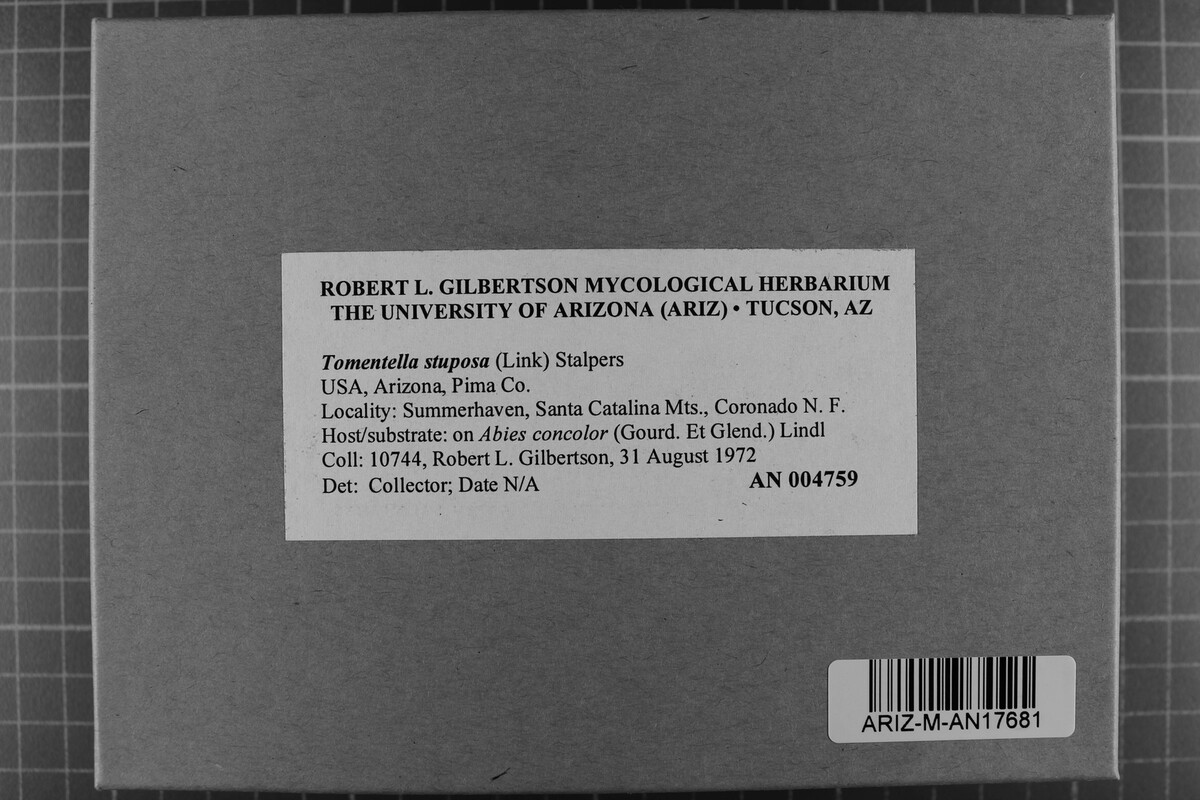 ROBERT L. GILBERTSON MYCOLOGICAL HERBARIUM
THE UNIVERSITY OF ARIZONA (ARIZ) • TUCSON, AZ
Tomentella stuposa (Link) Stalpers
USA, Arizona, Pima Co.
Locality: Summerhaven, Santa Catalina Mts., Coronado N. F.
Host/substrate: on Abies concolor (Gourd. Et Glend.) Lindl
Coll: 10744, Robert L. Gilbertson, 31 August 1972
Det: Collector; Date N/A AN 004759
ARIZ-M-AN17681